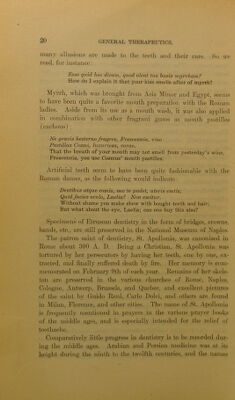 20 GENERAL THERAPEUTICS.
many allusions are made to the teeth and their care. So we
read, for instance:
Esse quid hoc dicam, quod olent tua basia myrrham?
How do I explain it that your kiss smells after of myrrh?
Myrrh, which was brought from Asia Minor and Egypt, seems
to have been quite a favorite mouth preparation with the Roman
ladies. Aside from its use as a mouth wash, it was also applied
in combination with other fragrant gums as mouth pastilles
(cachous)
Ne gravis hesterno fragres, Fescennia, vino
Pastillos Cosmi, luxuriosa, voras.
That the breath of your mouth may not smell from yesterday's wine,
Fescennia, you use Cosmus' mouth pastilles.
Artificial teeth seem to have been quite fashionable with the
Roman dames, as the following would indicate:
Dentibus atque comis, nec te pudet, uteris emtis;
Quid facies oculo, Laelia? Non emitur.
Without shame you make show with bought teeth and hair,
But what about the eye, Laelia; can one buy this also?
Specimens of Etruscan dentistry in the form of bridges, crowns,
bands, etc., are still preserved in the National Museum of Naples.
The patron saint of dentistry, St. Apollonia, was canonized in
Rome about 300 A. D. Being a Christian, St. Apollonia was
tortured by her persecutors by having her teeth, one by one, ex-
tracted, and finally suffered death by fire. Her memory is com-
memorated on February 9th of each year. Remains of her skele-
ton are preserved in the various churches of Rome, Naples,
Cologne, Antwerp, Brussels, and Quebec, and excellent pictures
of the saint by Guido Reni, Carlo Dolci, and others are found
in Milan, Florence, and other cities. The name of St. Apollonia
is frequently mentioned in prayers in the various prayer books
of the middle ages, and is especially intended for the relief of
toothache.
Comparatively little progress in dentistry is to be recorded dur-
ing the middle ages. Arabian and Persian medicine was at its
height during the ninth to the twelfth centuries, and the names